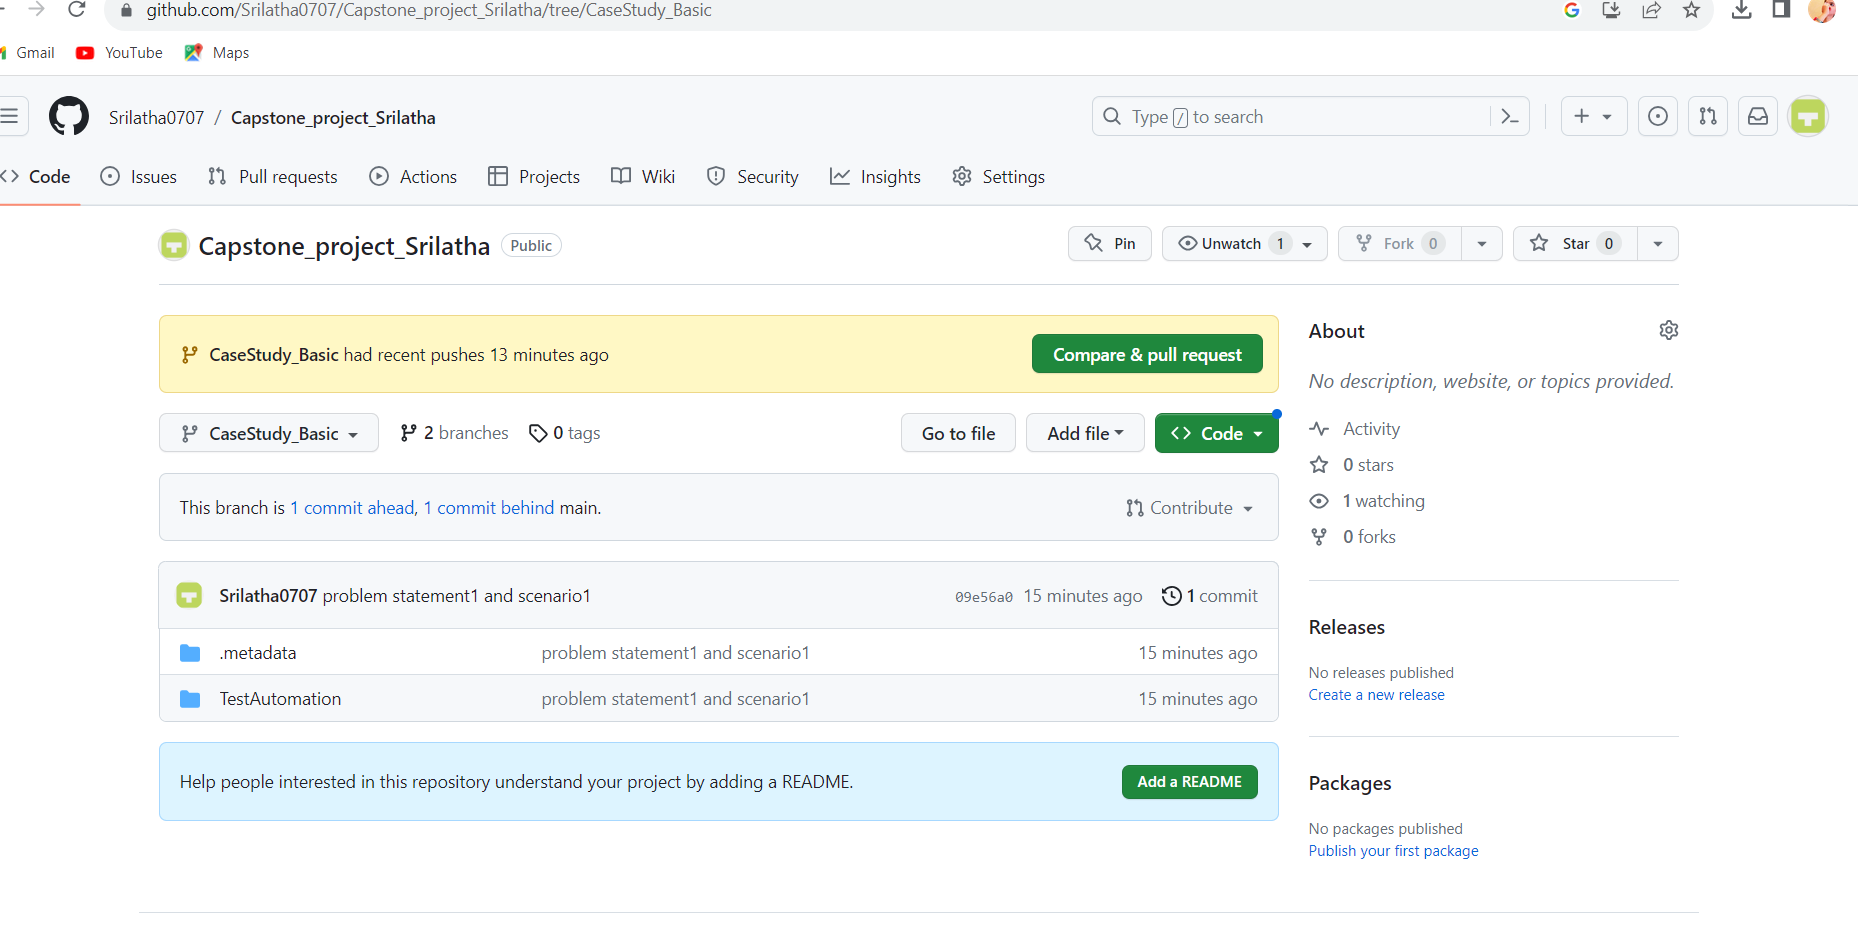 github.com/Srilatha0707/Capstone_project_Srilatha/tree/CaseStudy_Basic
Gmail YouTube Maps
Srilatha0707 / Capstone_project_Srilatha Type / to search
Code Issues Pull requests Actions Projects Wiki Security Insights Settings
Capstone_project_Srilatha Public Pin Unwatch 1 Fork 0 Star 0
CaseStudy_Basic had recent pushes 13 minutes ago Compare & pull request
About
No description, website, or topics provided.
CaseStudy_Basic 2 branches 0 tags Go to file Add file Code
Activity
0 stars
1 watching
0 forks
This branch is 1 commit ahead, 1 commit behind main. Contribute
Srilatha0707 problem statement1 and scenario1 09e56a0 15 minutes ago 1 commit
.metadata problem statement1 and scenario1 15 minutes ago
TestAutomation problem statement1 and scenario1 15 minutes ago
Releases
No releases published
Create a new release
Help people interested in this repository understand your project by adding a README. Add a README
Packages
No packages published
Publish your first package